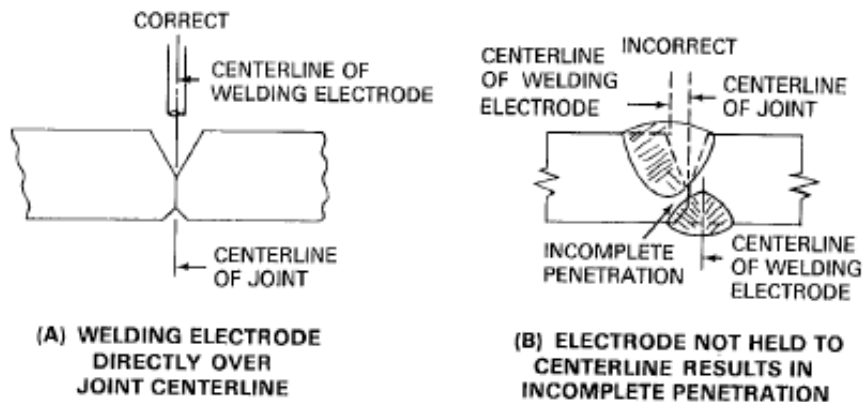 CORRECT
CENTERLINE OF
WELDING ELECTRODE
CENTERLINE
OF JOINT
(A) WELDING ELECTRODE
DIRECTLY OVER
JOINT CENTERLINE
INCORRECT
CENTERLINE
OF WELDING
ELECTRODE
CENTERLINE
OF JOINT
INCOMPLETE
PENETRATION
CENTERLINE
OF WELDING
ELECTRODE
(B) ELECTRODE NOT HELD TO
CENTERLINE RESULTS IN
INCOMPLETE PENETRATION